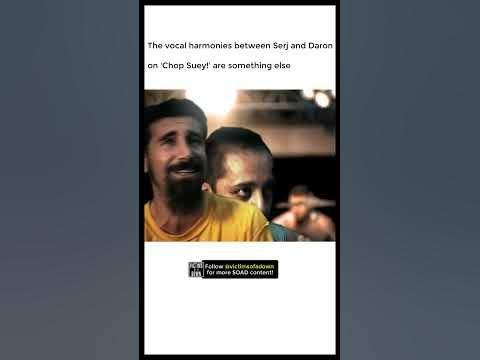 The vocal harmonies between Serj and Daron
on 'Chop Suey!' are something else
Follow @victimsofadown
for more SOAD content!